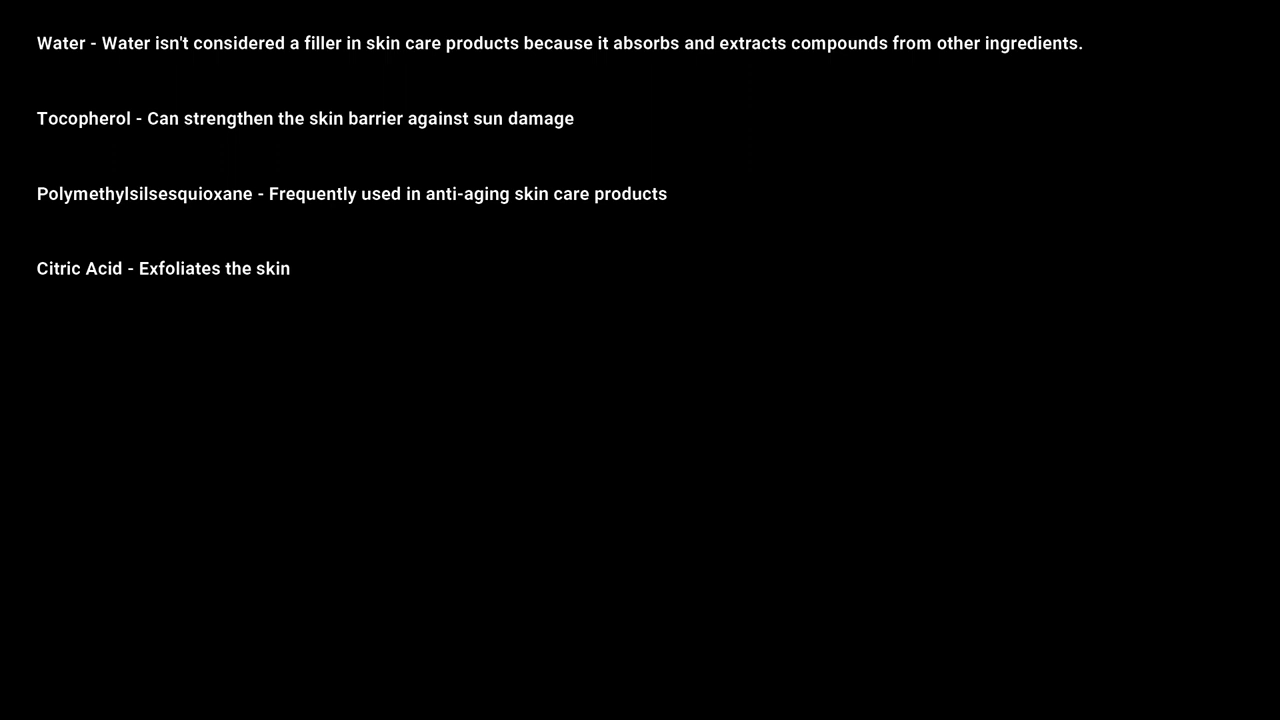 Water - Water isn't considered a filler in skin care products because it absorbs and extracts compounds from other ingredients.
Tocopherol - Can strengthen the skin barrier against sun damage
Polymethylsilsesquioxane - Frequently used in anti-aging skin care products
Citric Acid - Exfoliates the skin